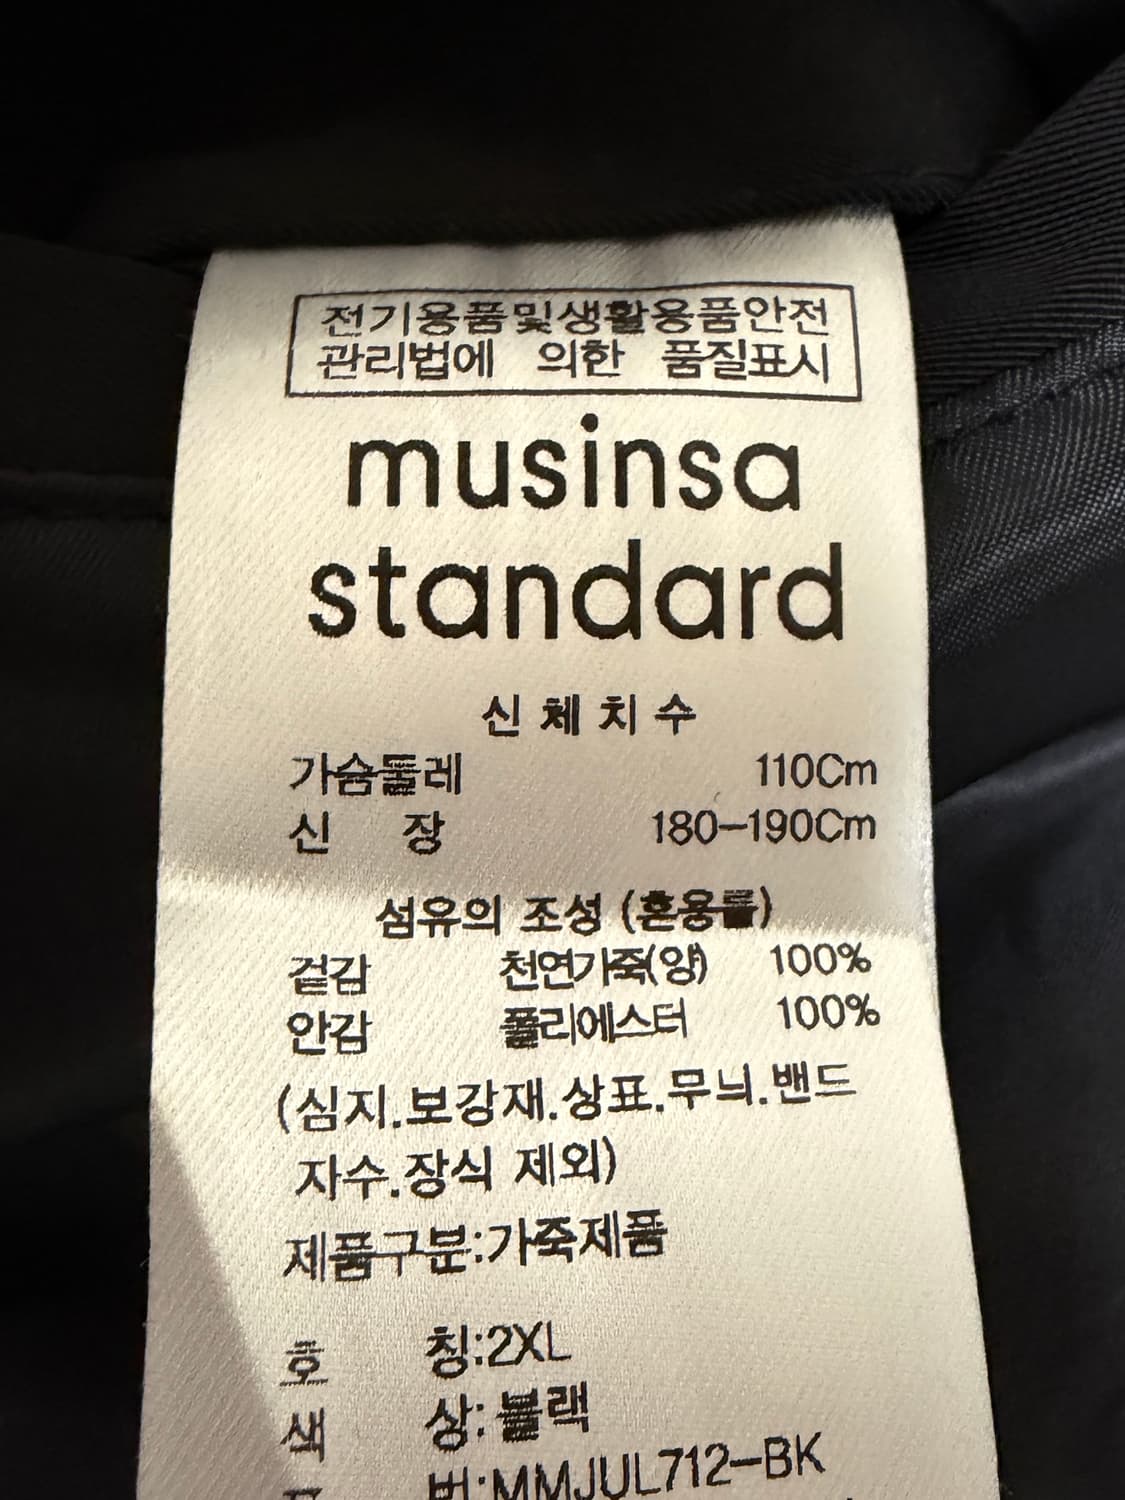 전기용품및생활용품안전
관리법에 의한 품질표시
musinsa
standard
신체치수
가슴둘레 110Cm
신 장 180-190Cm
섬유의 조성 (혼용률)
겉감 천연가죽(양) 100%
안감 폴리에스터 100%
(심지.보강재.상표.무늬.밴드
자수.장식 제외)
제품구분:가죽제품
호 칭:2XL
색 상:블랙
번:MMJUL712-BK